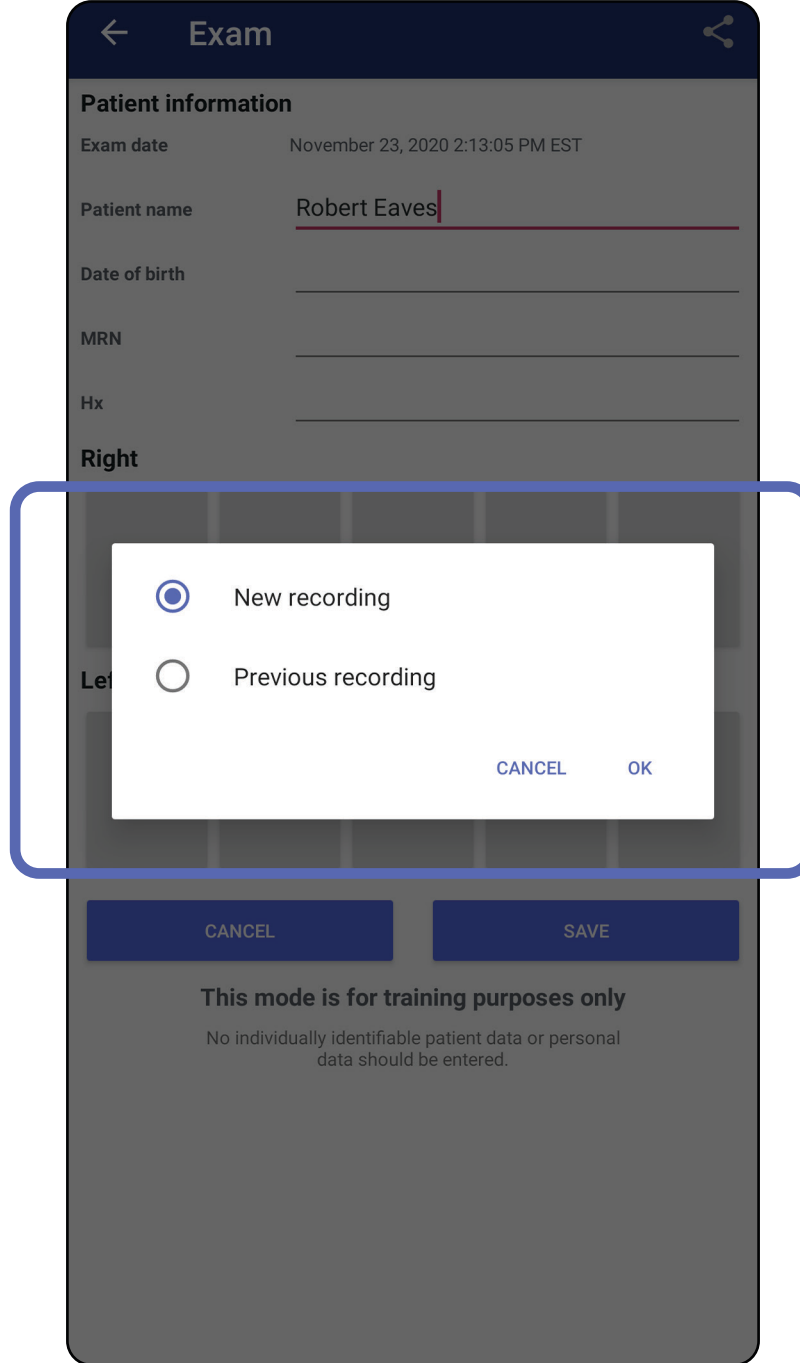 Exam
Patient information
Exam date November 23, 2020 2:13:05 PM EST
Patient name Robert Eaves
Date of birth
MRN
Hx
Right
New recording
Lef
Previous recording
CANCEL OK
CANCEL SAVE
This mode is for training purposes only
No individually identifiable patient data or personal
data should be entered.